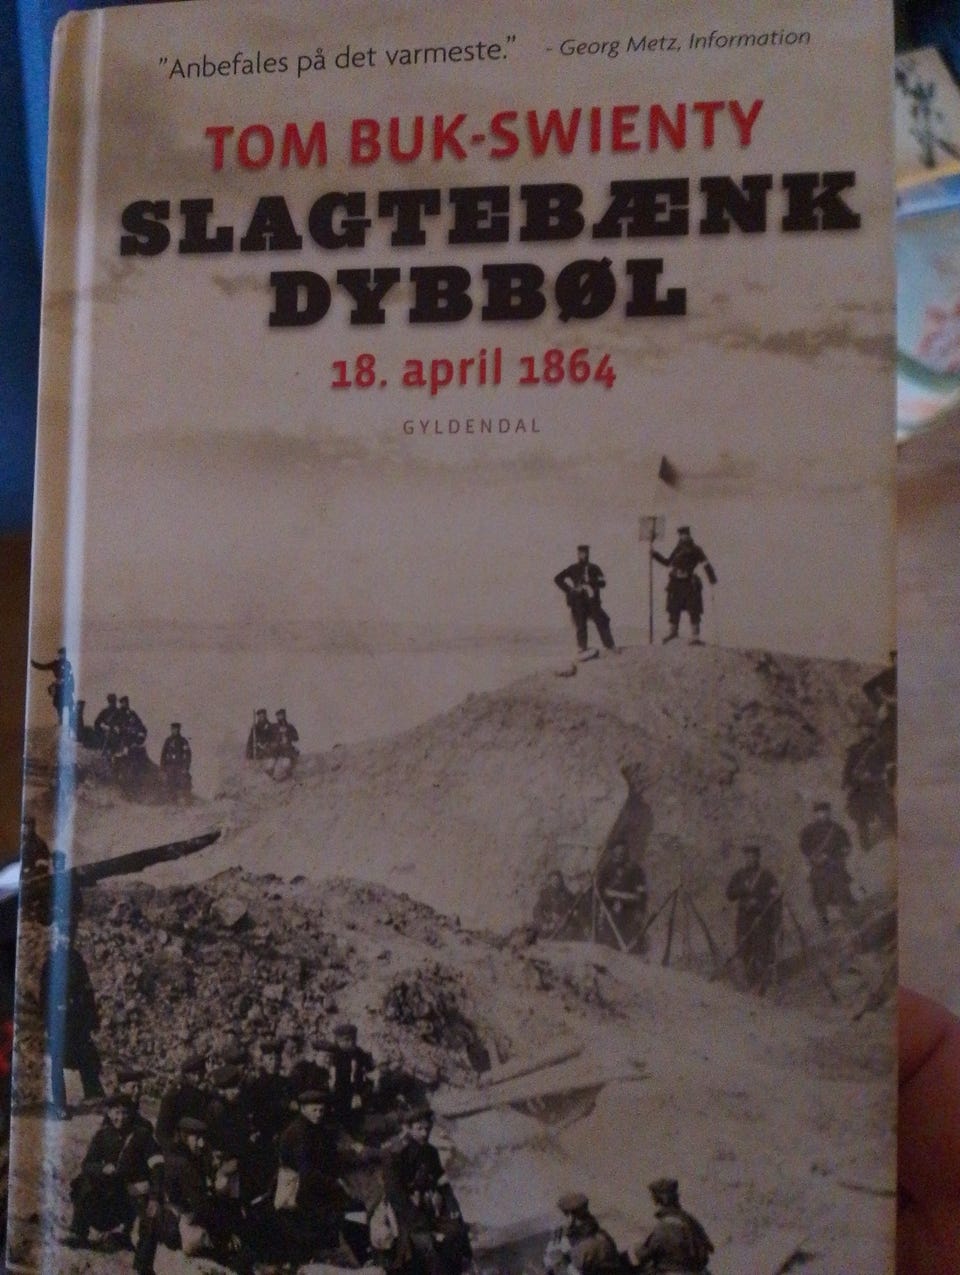 "Anbefales på det varmeste." - Georg Metz, Information
TOM BUK-SWIENTY
SLAGTEBÆNK
DYBBØL
18. april 1864
GYLDENDAL